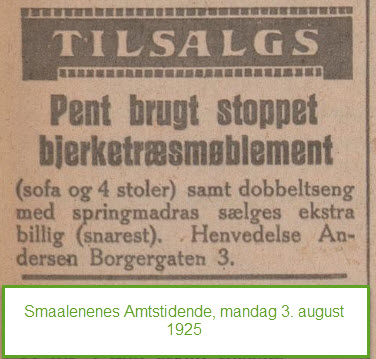 TILSALGS
Pent brugt stoppet
bjerketræsmøblement
(sofa og 4 stoler) samt dobbeltseng
med springmadras sælges ekstra
billig (snarest). Henvedelse An-
dersen Borgergaten 3.
Smaalenenes Amtstidende, mandag 3. august
1925